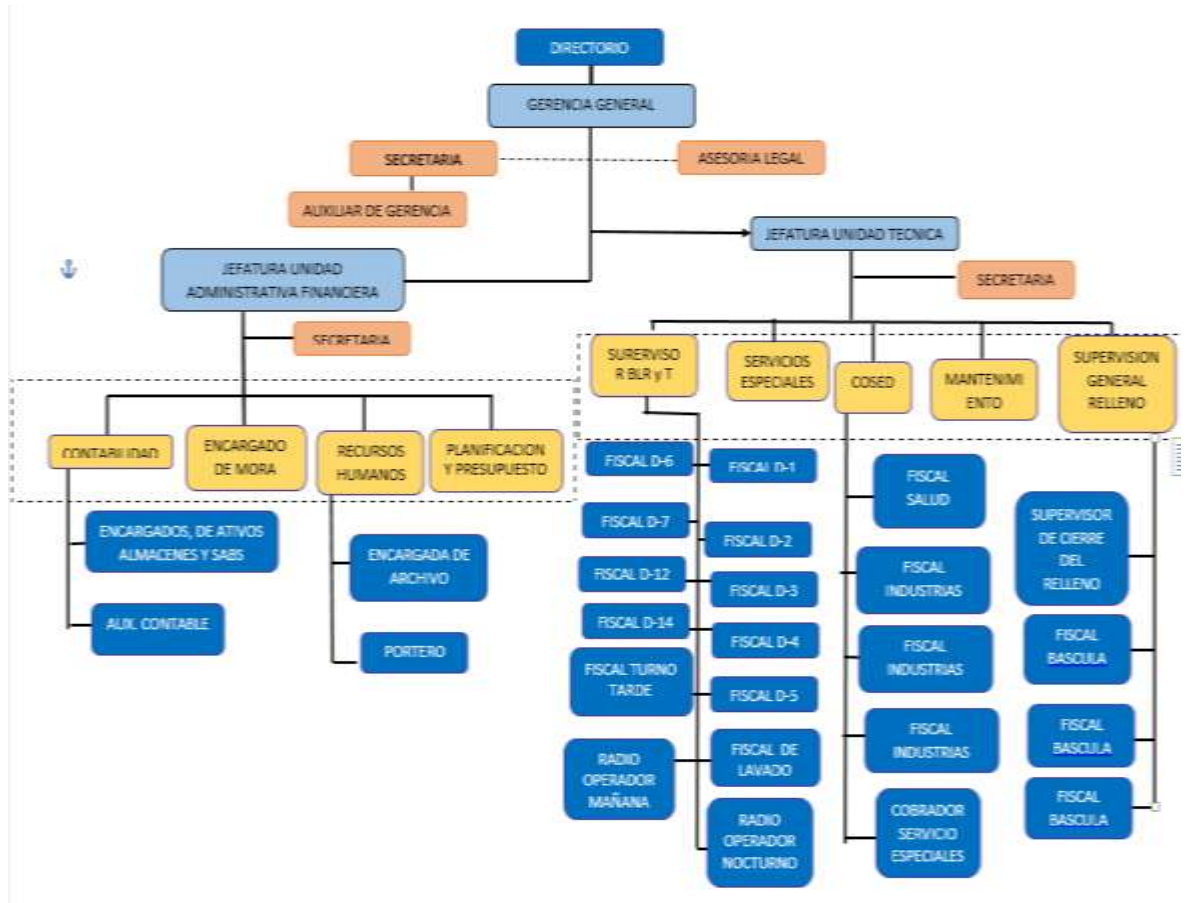 DIRECTORIO
GERENCIA GENERAL
SECRETARIA
ASESORIA LEGAL
AUXILIAR DE GERENCIA
JEFATURA UNIDAD TECNICA
JEFATURA UNIDAD
ADMINISTRATIVA FINANCIERA
SECRETARIA
SECRETARIA
SURERVISO
R BLR y T
SERVICIOS
ESPECIALES
COSED
MANTENIMI
ENTO
SUPERVISION
GENERAL
RELLENO
CONTABILIDAD
ENCARGADO
DE MORA
RECURSOS
HUMANOS
PLANIFICACION
Y PRESUPUESTO
ENCARGADOS, DE ATIVOS
ALMACENES Y SABS
AUX. CONTABLE
ENCARGADA DE
ARCHIVO
PORTERO
FISCAL D-6
FISCAL D-1
FISCAL D-7
FISCAL D-2
FISCAL D-12
FISCAL D-3
FISCAL D-14
FISCAL D-4
FISCAL TURNO
TARDE
FISCAL D-5
RADIO
OPERADOR
MAÑANA
FISCAL DE
LAVADO
RADIO
OPERADOR
NOCTURNO
FISCAL
SALUD
FISCAL
INDUSTRIAS
FISCAL
INDUSTRIAS
FISCAL
INDUSTRIAS
COBRADOR
SERVICIO
ESPECIALES
SUPERVISOR
DE CIERRE
DEL
RELLENO
FISCAL
BASCULA
FISCAL
BASCULA
FISCAL
BASCULA